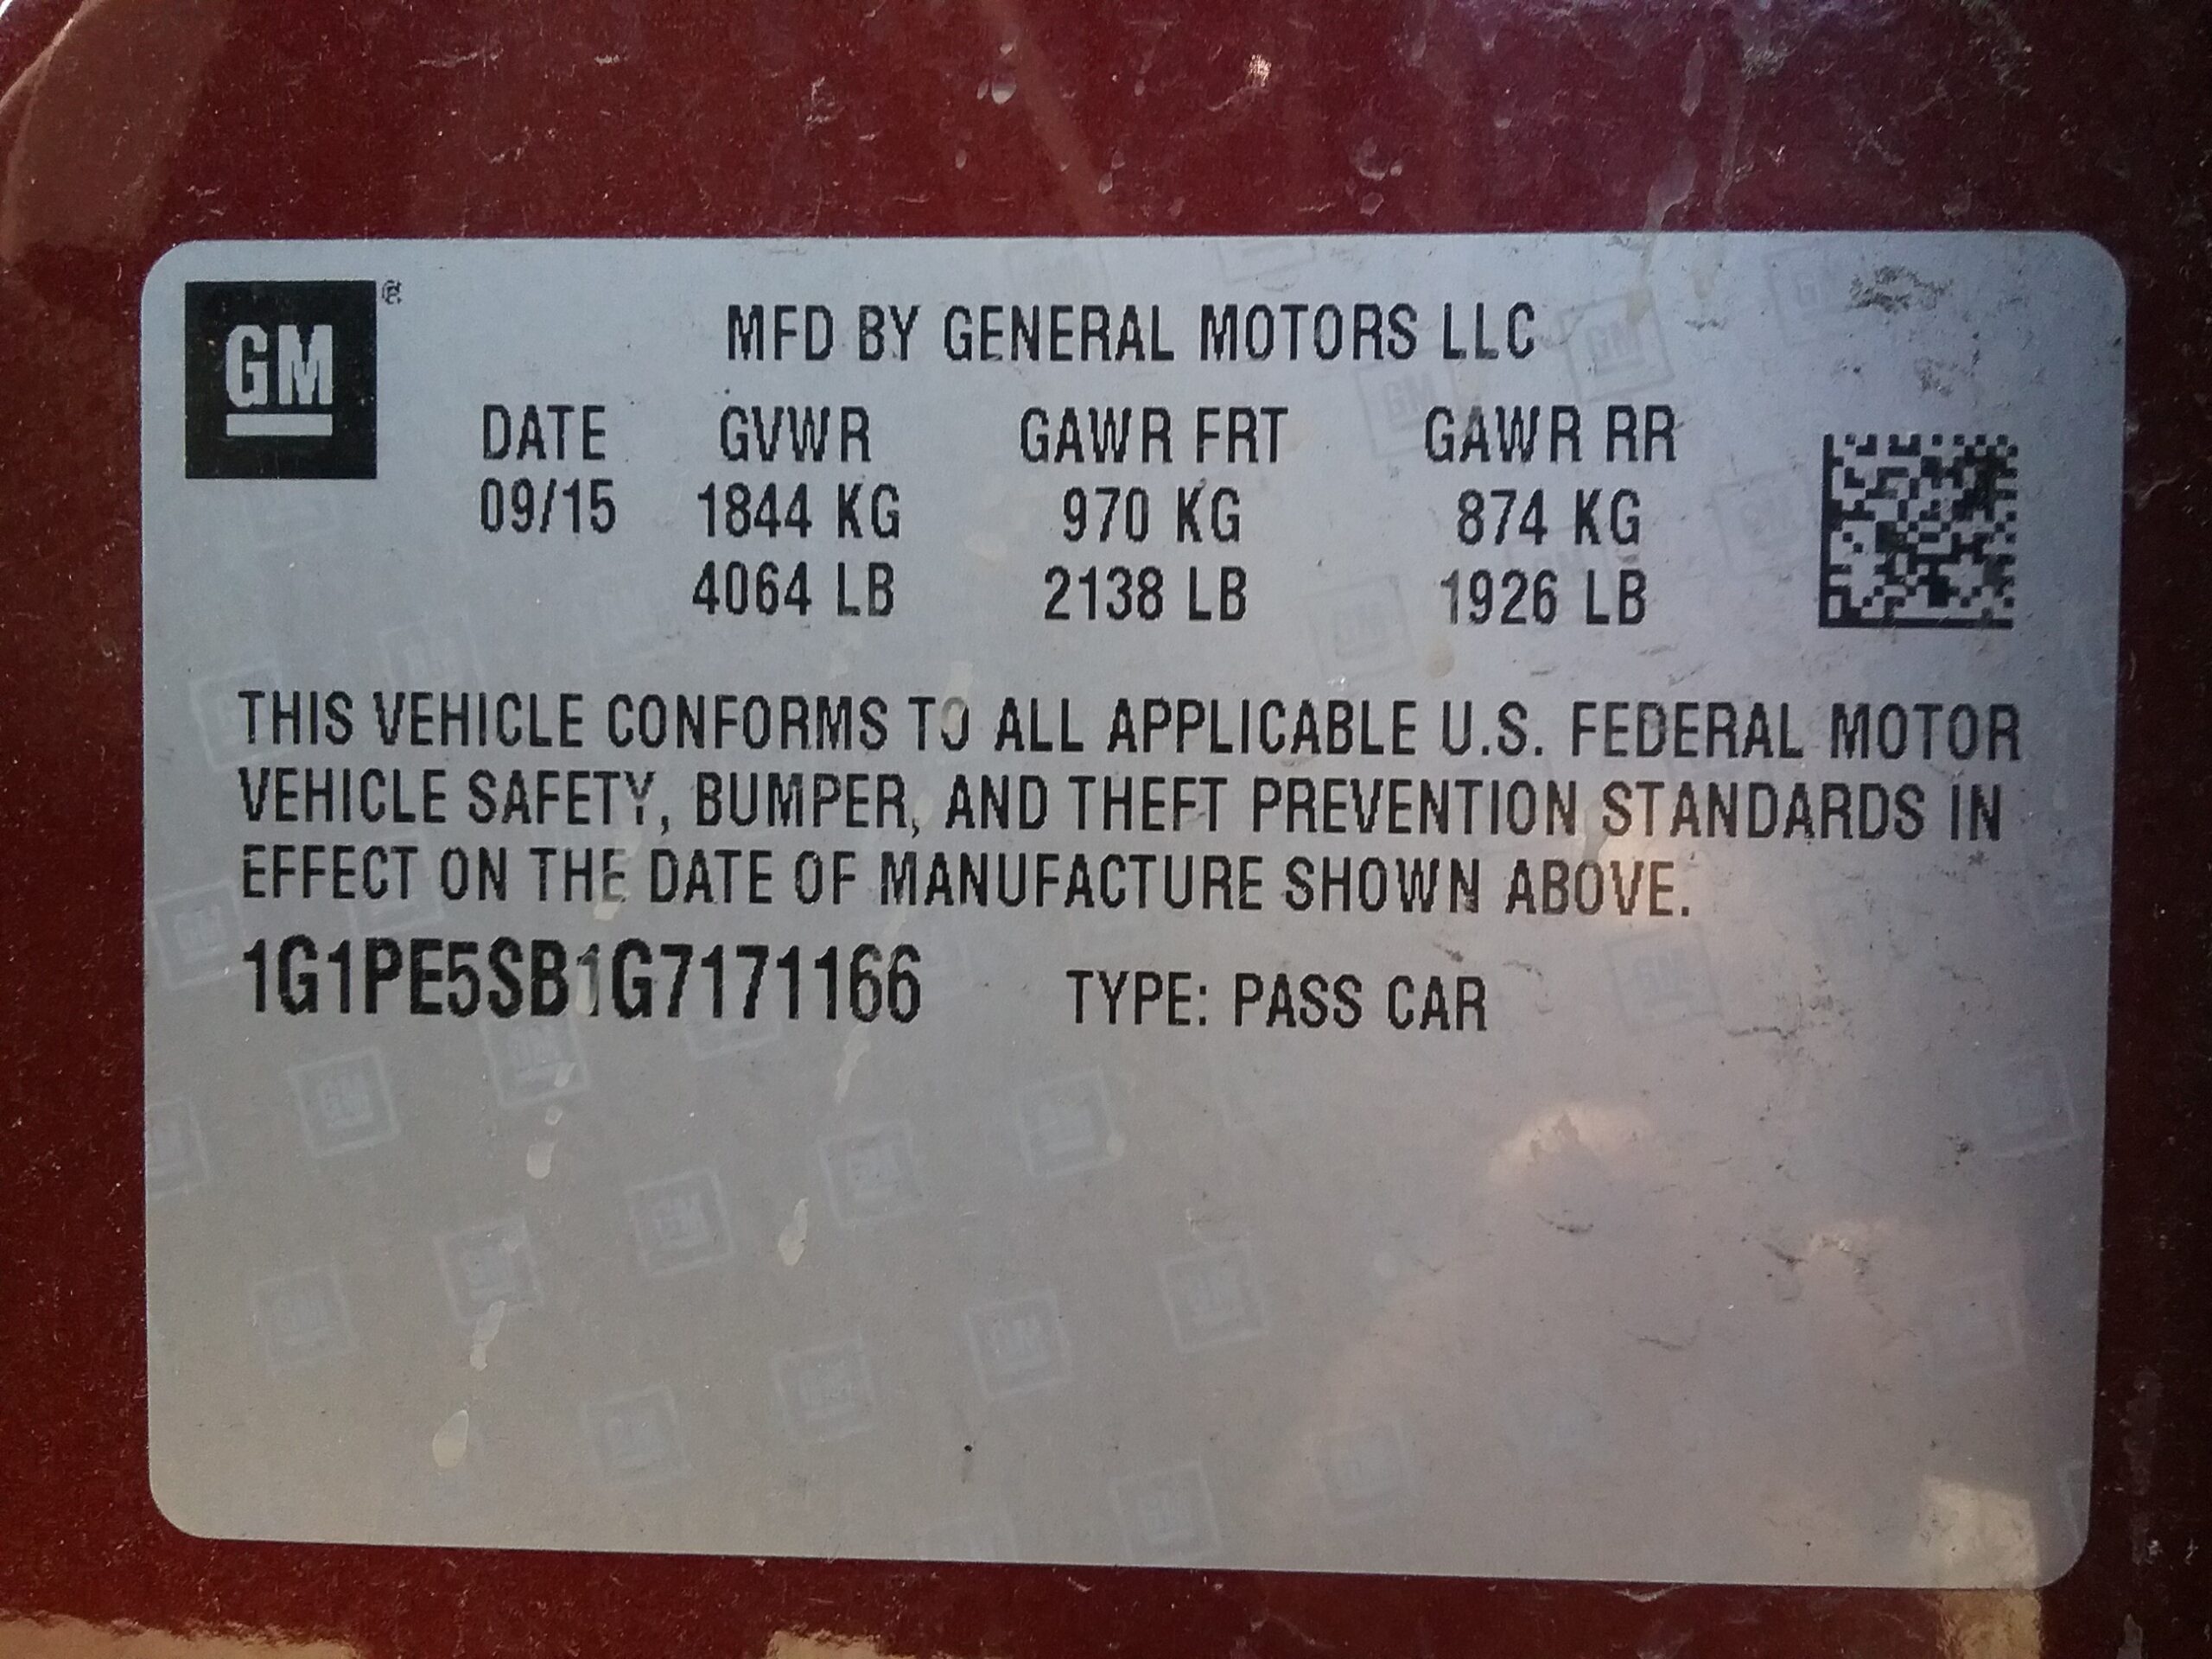 GM ®
MFD BY GENERAL MOTORS LLC
DATE GVWR GAWR FRT GAWR RR
09/15 1844 KG 970 KG 874 KG
4064 LB 2138 LB 1926 LB
THIS VEHICLE CONFORMS TO ALL APPLICABLE U.S. FEDERAL MOTOR
VEHICLE SAFETY, BUMPER, AND THEFT PREVENTION STANDARDS IN
EFFECT ON THE DATE OF MANUFACTURE SHOWN ABOVE.
1G1PE5SB1G7171166 TYPE: PASS CAR